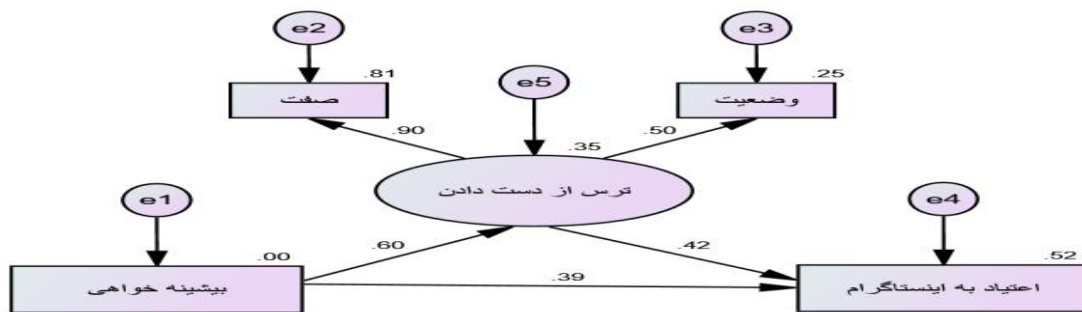 e2
e3
.81
.25
e5
صفت
وضعیت
.90
.50
.35
ترس از دست دادن
e1
e4
.60
.42
.00
.52
.39
بیشینه خواهی
اعتیاد به اینستاگرام